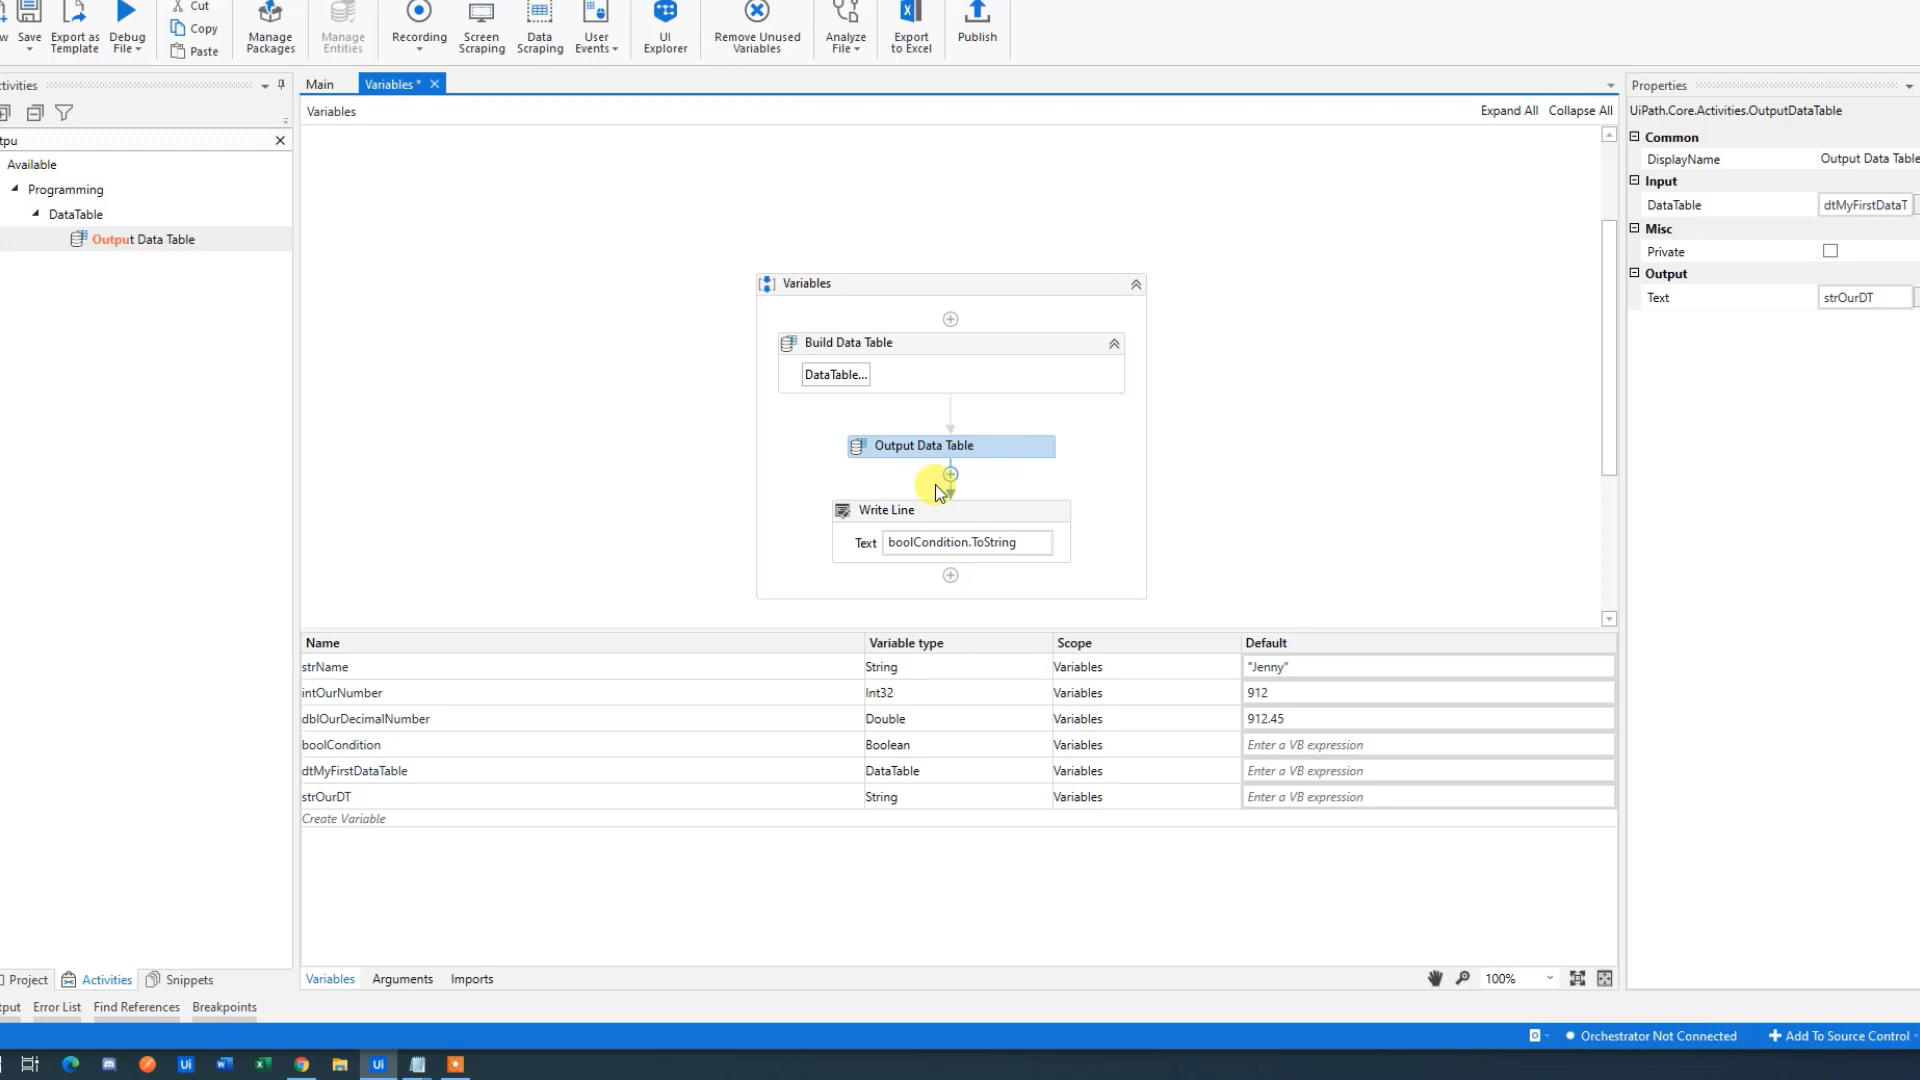 Cut
Save
Export as
Template
Debug
File
Copy
Paste
Manage
Packages
Manage
Entities
Recording
Screen
Scraping
Data
Scraping
User
Events
UI
Explorer
Remove Unused
Variables
Analyze
File
Export
to Excel
Publish
tivities
Main
Variables *
Properties
Variables
Expand All Collapse All
UiPath.Core.Activities.OutputDataTable
tpu
Available
Programming
DataTable
Output Data Table
Common
DisplayName Output Data Table
Input
DataTable dtMyFirstDataT
Misc
Private
Output
Text strOurDT
Variables
Build Data Table
DataTable...
Output Data Table
Write Line
Text boolCondition.ToString
Name Variable type Scope Default
strName String Variables "Jenny"
intOurNumber Int32 Variables 912
dblOurDecimalNumber Double Variables 912.45
boolCondition Boolean Variables Enter a VB expression
dtMyFirstDataTable DataTable Variables Enter a VB expression
strOurDT String Variables Enter a VB expression
Create Variable
Project Activities Snippets
Variables Arguments Imports
100%
tput Error List Find References Breakpoints
Orchestrator Not Connected
Add To Source Control
Ui
Ui